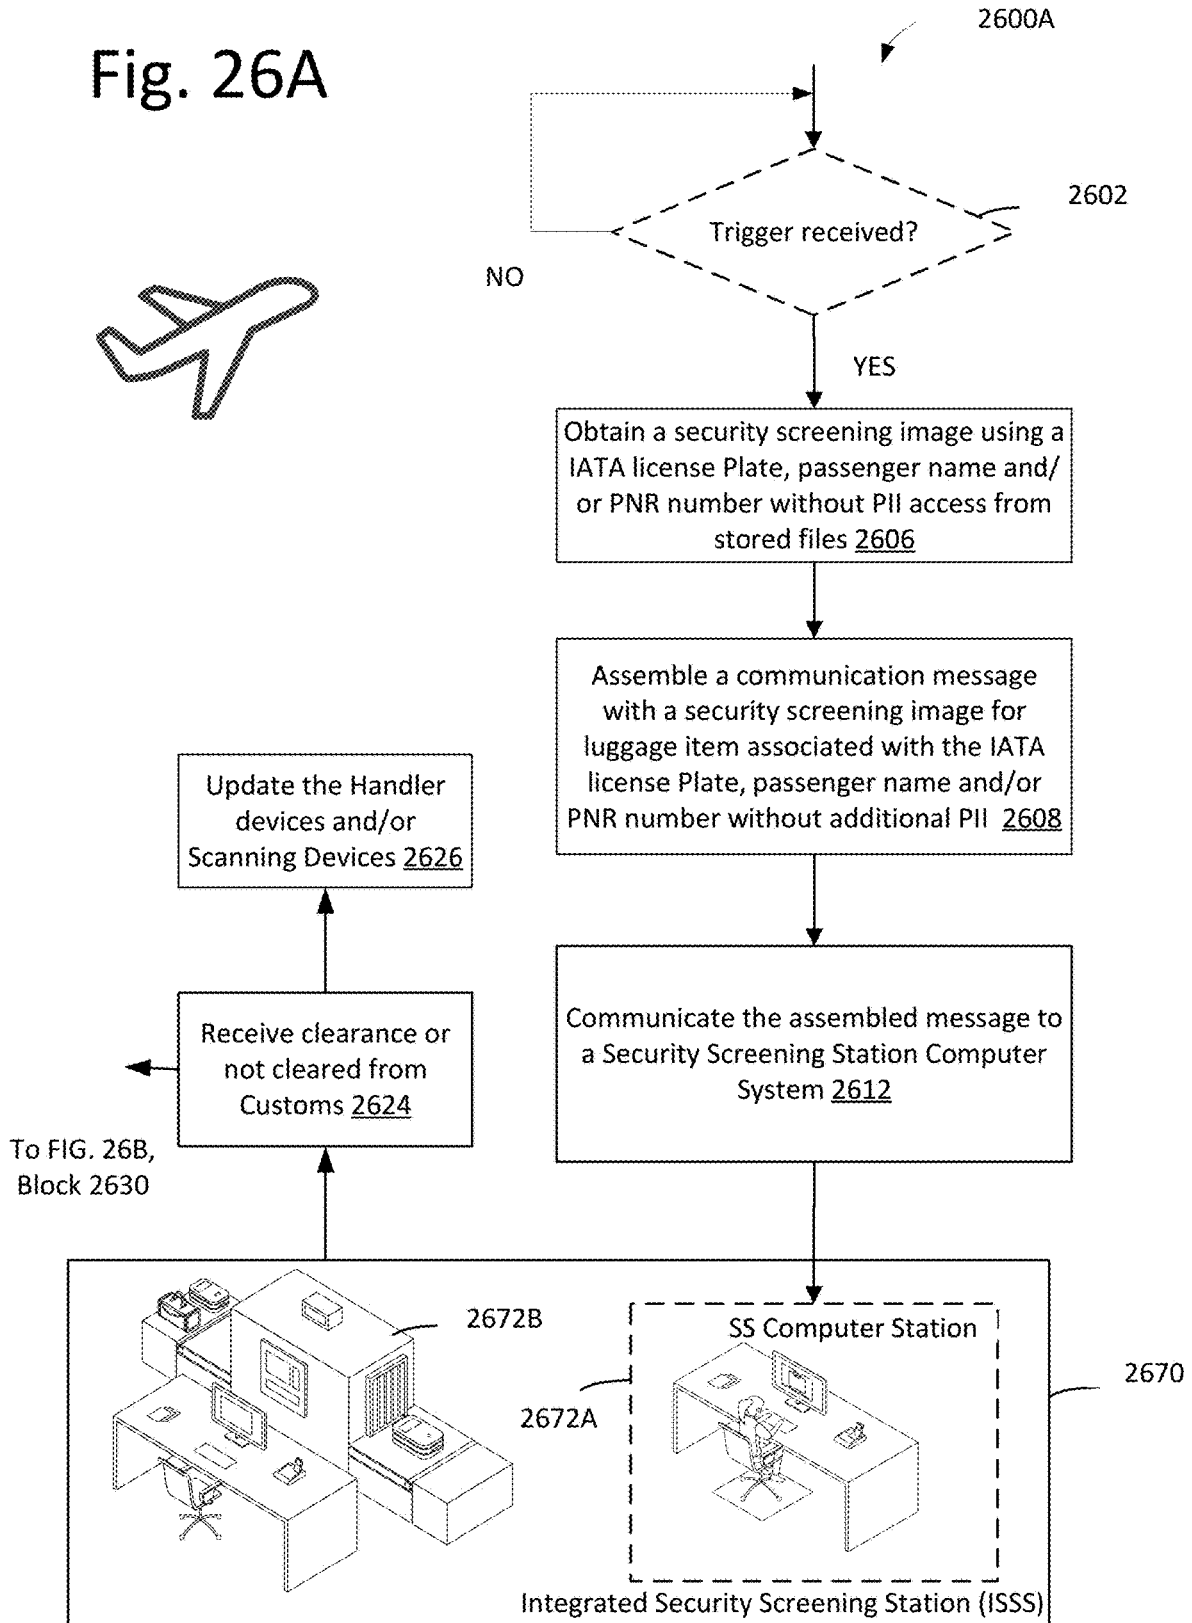 2600A
Fig. 26A
2602
Trigger received?
NO
YES
Obtain a security screening image using a
IATA license Plate, passenger name and/
or PNR number without PII access from
stored files 2606
Assemble a communication message
with a security screening image for
luggage item associated with the IATA
license Plate, passenger name and/or
PNR number without additional PII 2608
Update the Handler
devices and/or
Scanning Devices 2626
Communicate the assembled message to
a Security Screening Station Computer
System 2612
Receive clearance or
not cleared from
Customs 2624
To FIG. 26B,
Block 2630
2672B
SS Computer Station
2672A
2670
Integrated Security Screening Station (ISSS)